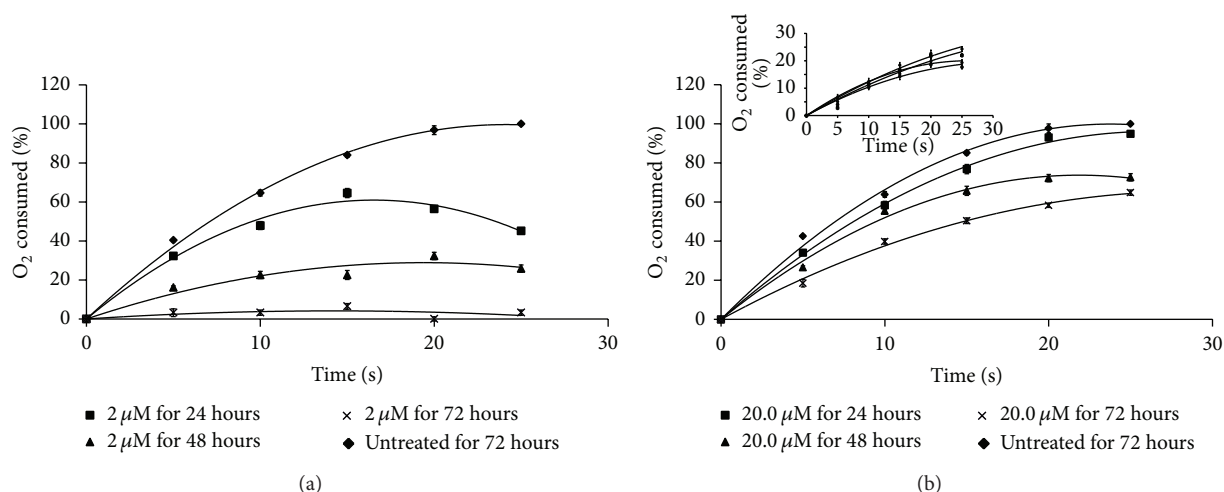 O₂ consumed (%)
120
100
80
60
40
20
0
0 10 20 30
Time (s)
2 μM for 24 hours
2 μM for 48 hours
2 μM for 72 hours
Untreated for 72 hours
(a)
O₂ consumed
(%)
30
20
10
0
0 5 10 15 20 25 30
Time (s)
O₂ consumed (%)
120
100
80
60
40
20
0
0 10 20 30
Time (s)
20.0 μM for 24 hours
20.0 μM for 48 hours
20.0 μM for 72 hours
Untreated for 72 hours
(b)